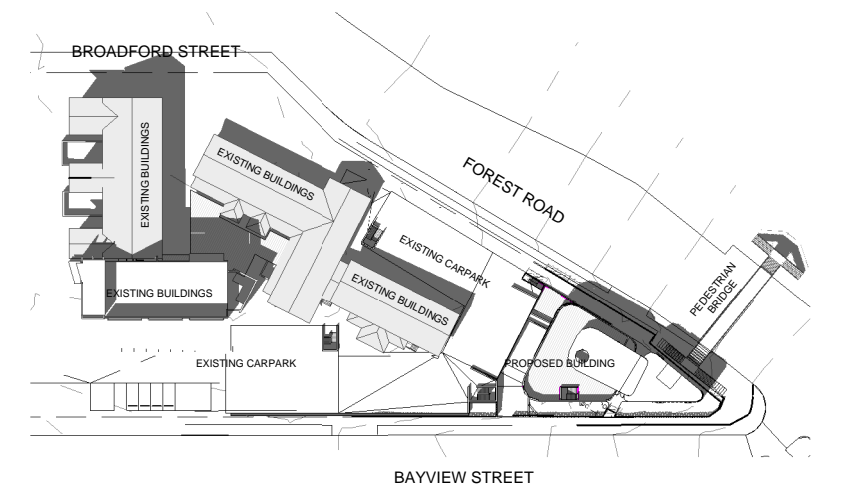 BROADFORD STREET
EXISTING BUILDINGS
EXISTING BUILDINGS
FOREST ROAD
EXISTING CARPARK
EXISTING BUILDINGS
EXISTING BUILDINGS
PEDESTRIAN
BRIDGE
EXISTING CARPARK
PROPOSED BUILDING
BAYVIEW STREET